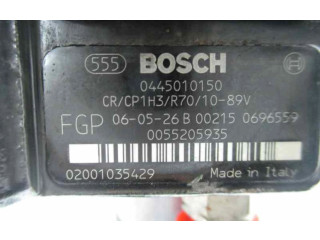 555 BOSCH
0445010150
CR/CP1H3/R70/10-89V
FGP 06-05-26 B 00215 0696559
0055205935
02001035429 Made in Italy